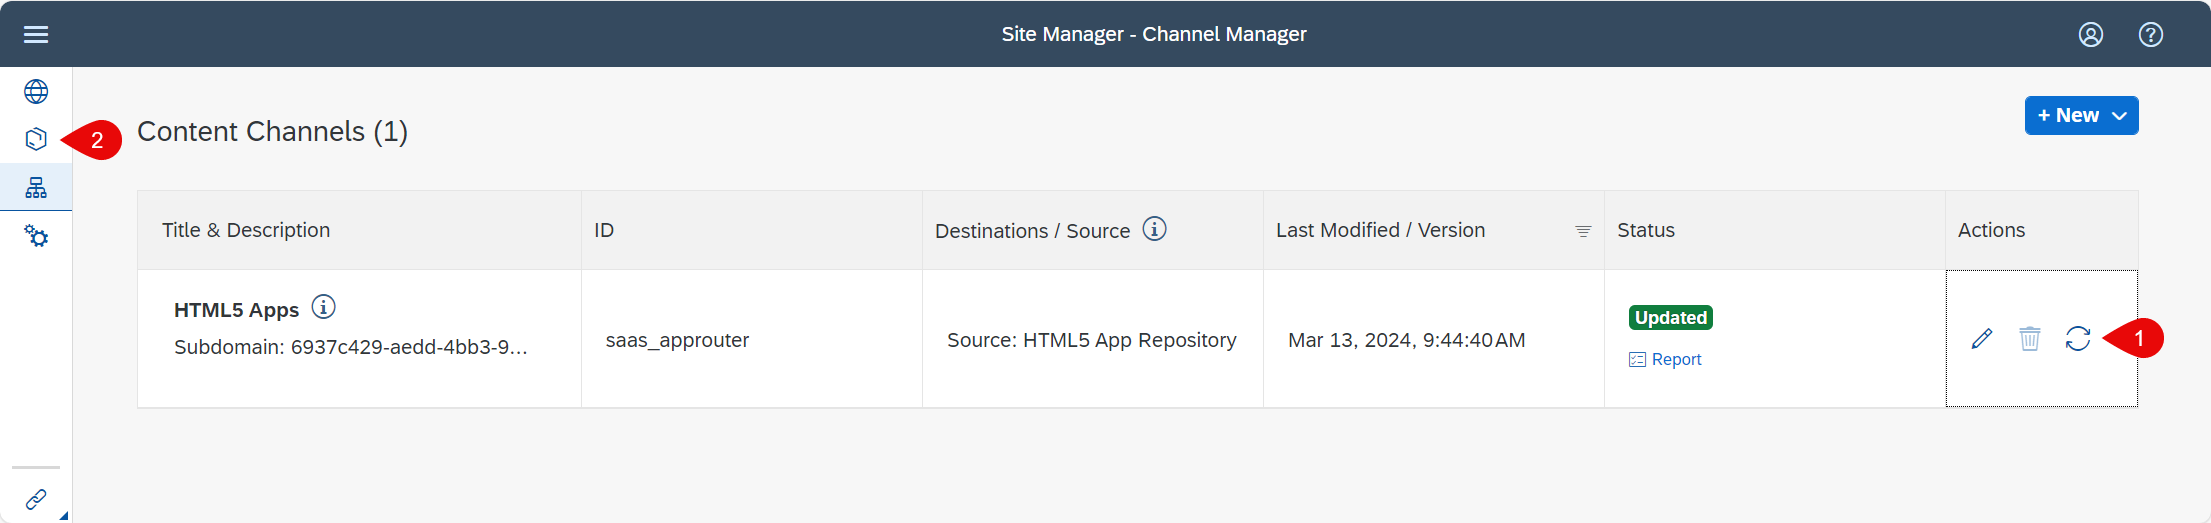 Site Manager - Channel Manager
?
2
Content Channels (1)
+ New
Title & Description
ID
Destinations / Source
Last Modified / Version
Status
Actions
HTML5 Apps
Subdomain: 6937c429-aedd-4bb3-9...
saas_approuter
Source: HTML5 App Repository
Mar 13, 2024, 9:44:40 AM
Updated
Report
1